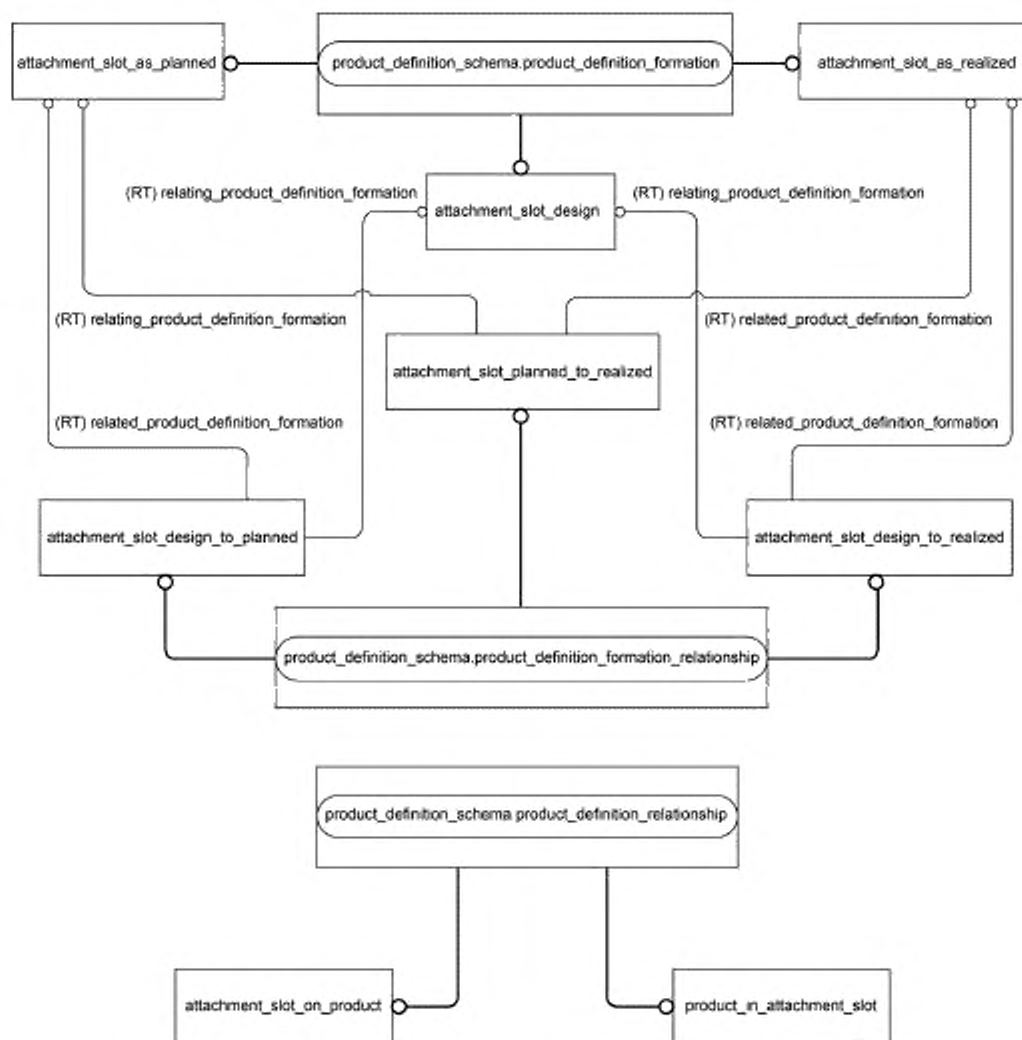 attachment_slot_as_planned
product_definition_schema.product_definition_formation
attachment_slot_as_realized
(RT) relating_product_definition_formation
(RT) relating_product_definition_formation
attachment_slot_design
(RT) relating_product_definition_formation
(RT) related_product_definition_formation
attachment_slot_planned_to_realized
(RT) related_product_definition_formation
(RT) related_product_definition_formation
attachment_slot_design_to_planned
attachment_slot_design_to_realized
product_definition_schema.product_definition_formation_relationship
product_definition_schema.product_definition_relationship
attachment_slot_on_product
product_in_attachment_slot